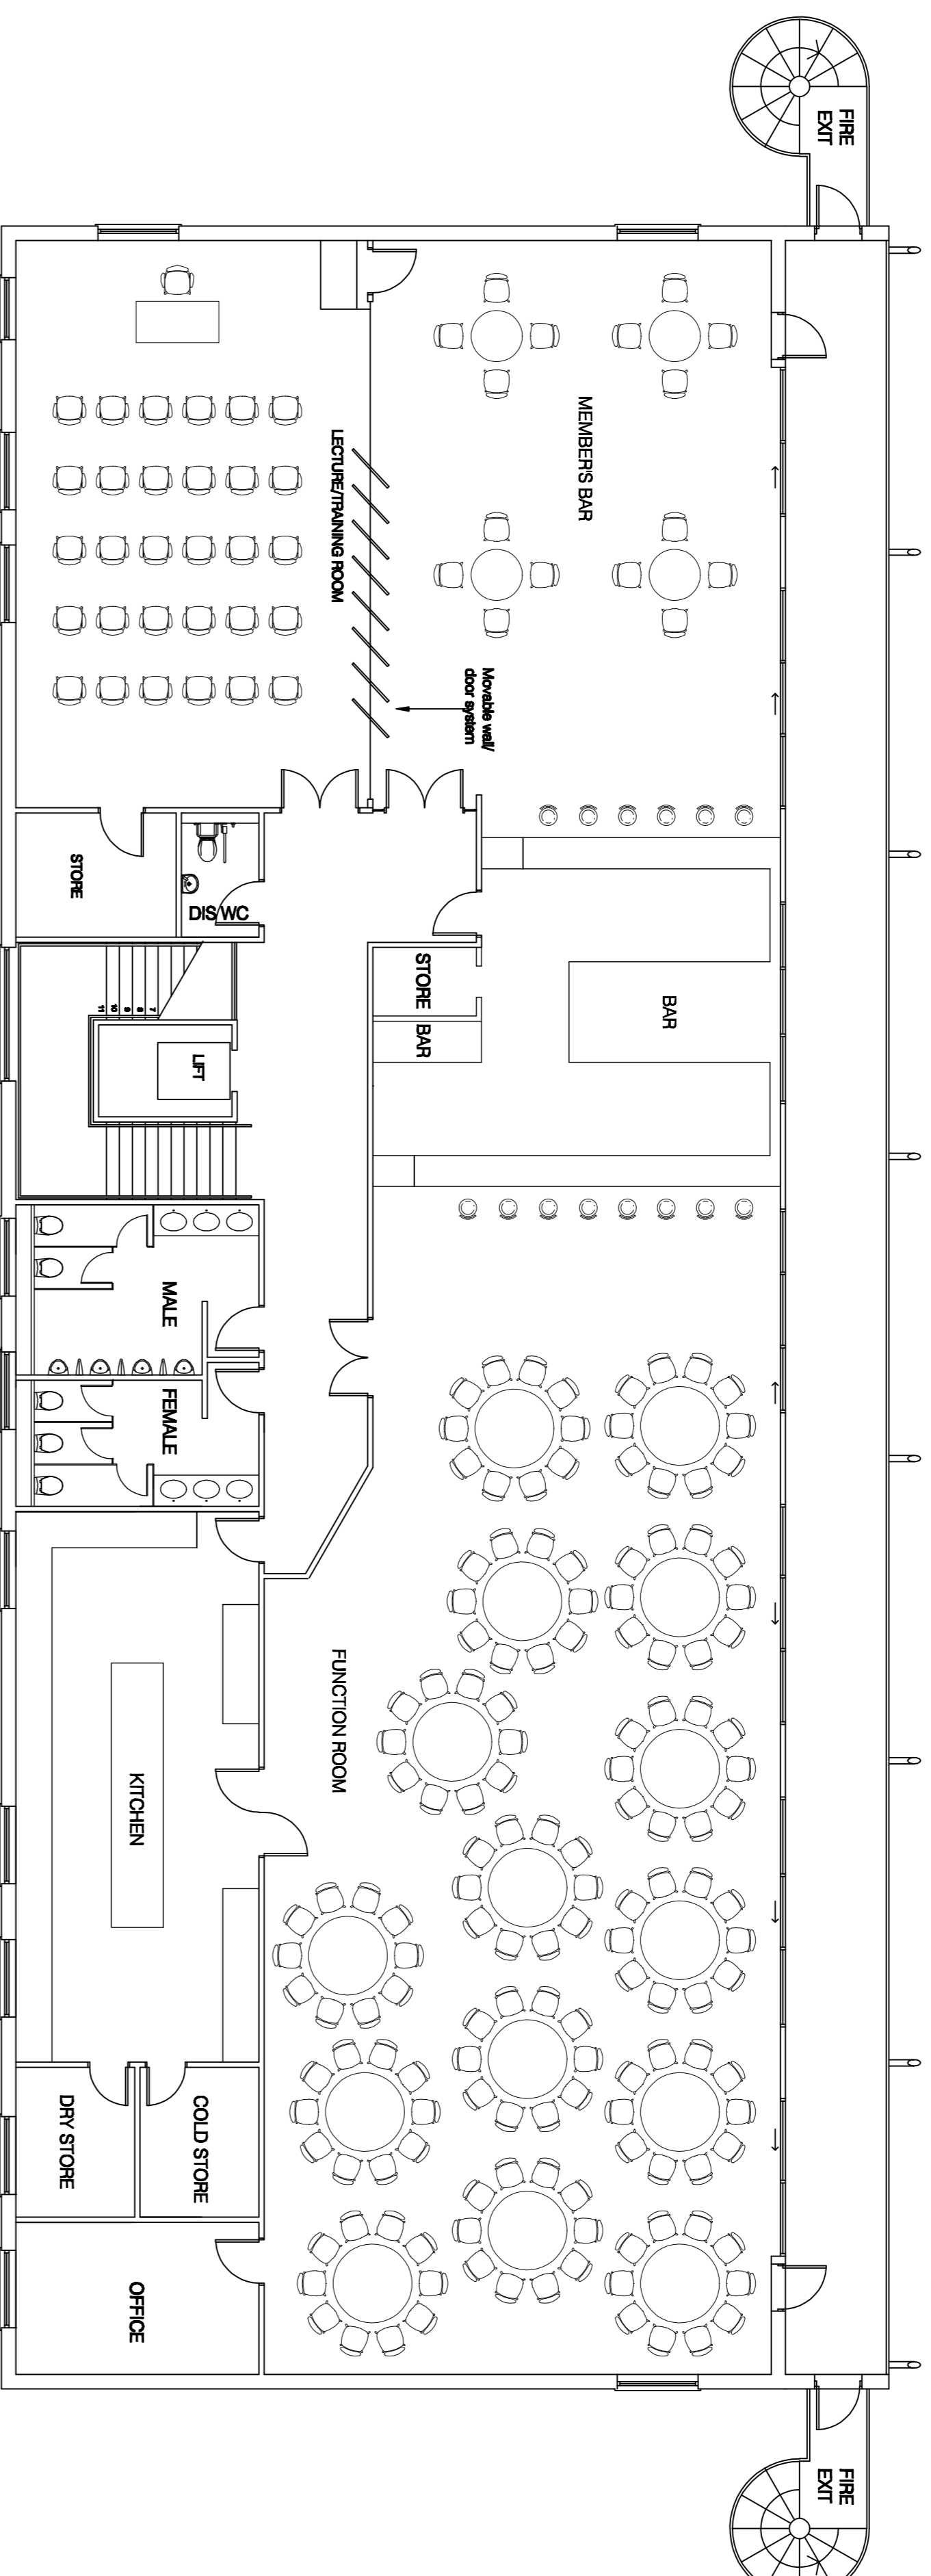 FIRE
EXIT
MEMBER'S BAR
LECTURE/TRAINING ROOM
Movable wall/
door system
STORE
DIS WC
STORE
BAR
BAR
7
8
9
10
11
LIFT
MALE
FEMALE
FUNCTION ROOM
KITCHEN
COLD STORE
DRY STORE
OFFICE
FIRE
EXIT